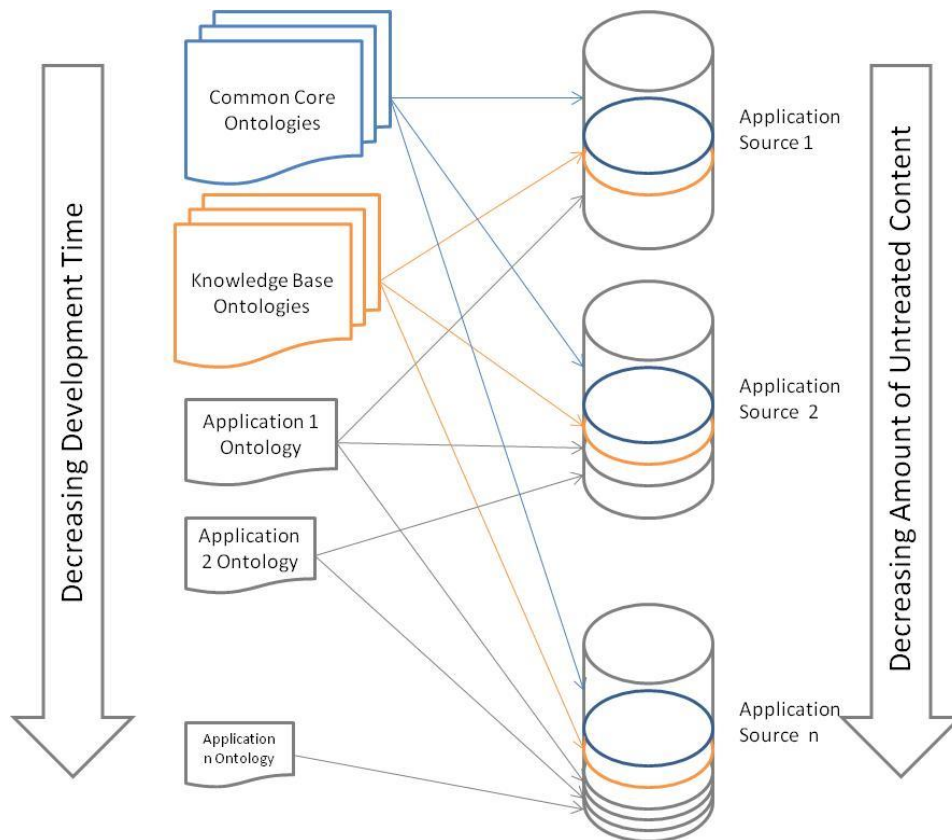 Decreasing Development Time
Common Core
Ontologies
Knowledge Base
Ontologies
Application 1
Ontology
Application
2 Ontology
Application
n Ontology
Application
Source 1
Application
Source 2
Application
Source n
Decreasing Amount of Untreated Content